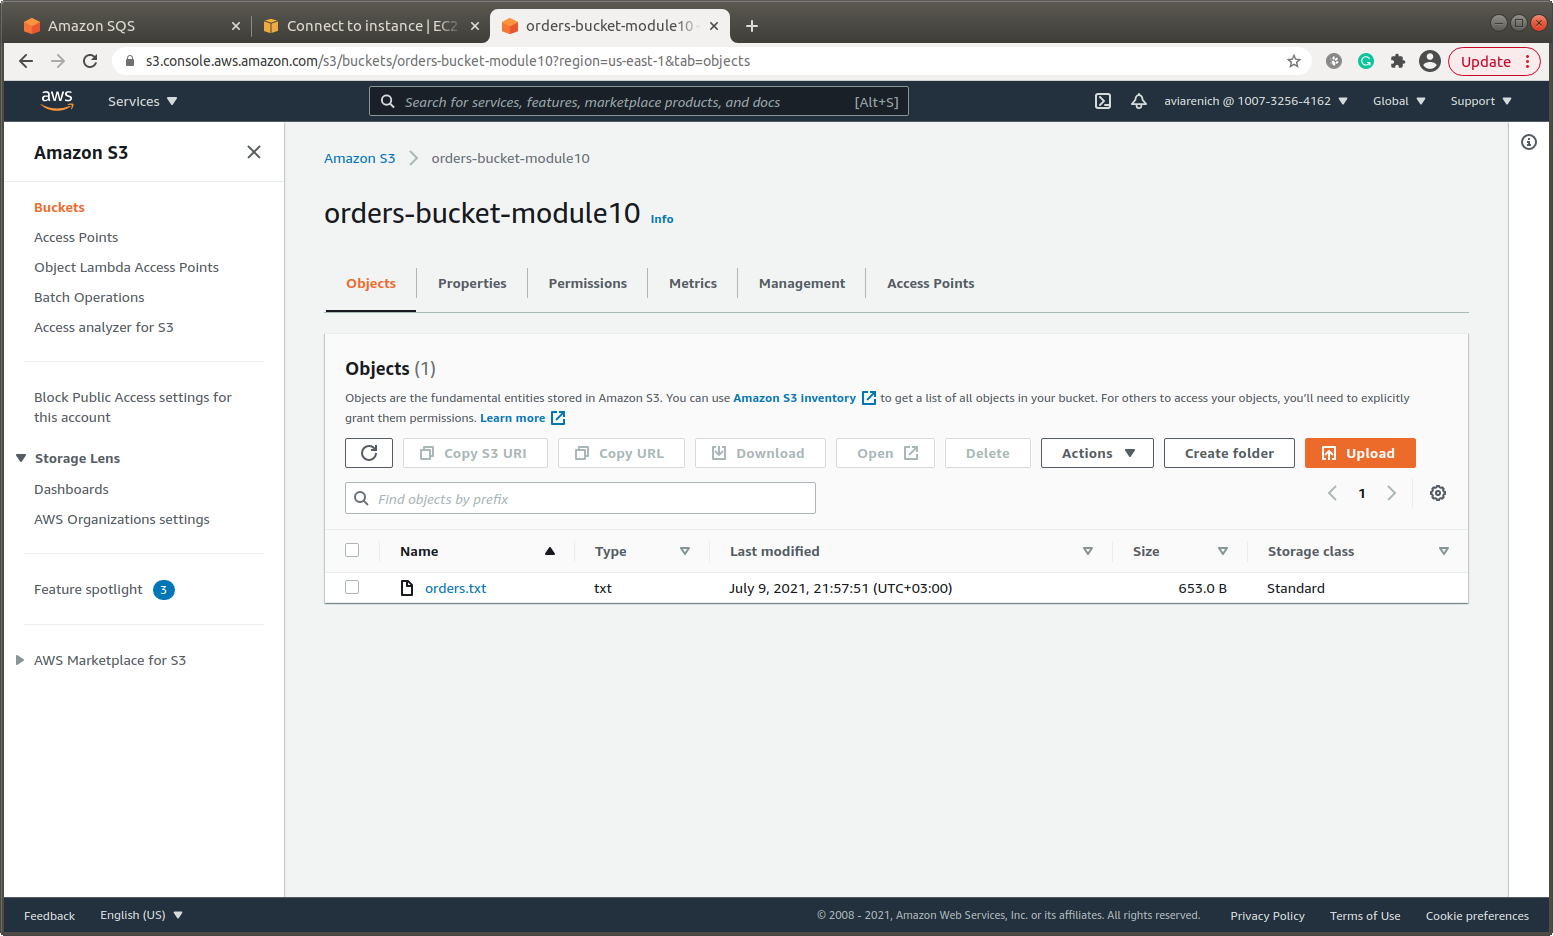 Amazon SQS
Connect to instance | EC2
orders-bucket-module10
s3.console.aws.amazon.com/s3/buckets/orders-bucket-module10?region=us-east-1&tab=objects
Update
aws
Services
Search for services, features, marketplace products, and docs
[Alt+S]
aviarenich @ 1007-3256-4162
Global
Support
Amazon S3
Buckets
Access Points
Object Lambda Access Points
Batch Operations
Access analyzer for S3
Block Public Access settings for
this account
Storage Lens
Dashboards
AWS Organizations settings
Feature spotlight 3
AWS Marketplace for S3
Amazon S3 > orders-bucket-module10
orders-bucket-module10 Info
Objects
Properties
Permissions
Metrics
Management
Access Points
Objects (1)
Objects are the fundamental entities stored in Amazon S3. You can use Amazon S3 inventory to get a list of all objects in your bucket. For others to access your objects, you’ll need to explicitly
grant them permissions. Learn more
Copy S3 URI
Copy URL
Download
Open
Delete
Actions
Create folder
Upload
Find objects by prefix
1
Name
Type
Last modified
Size
Storage class
orders.txt
txt
July 9, 2021, 21:57:51 (UTC+03:00)
653.0 B
Standard
Feedback
English (US)
© 2008 - 2021, Amazon Web Services, Inc. or its affiliates. All rights reserved.
Privacy Policy
Terms of Use
Cookie preferences